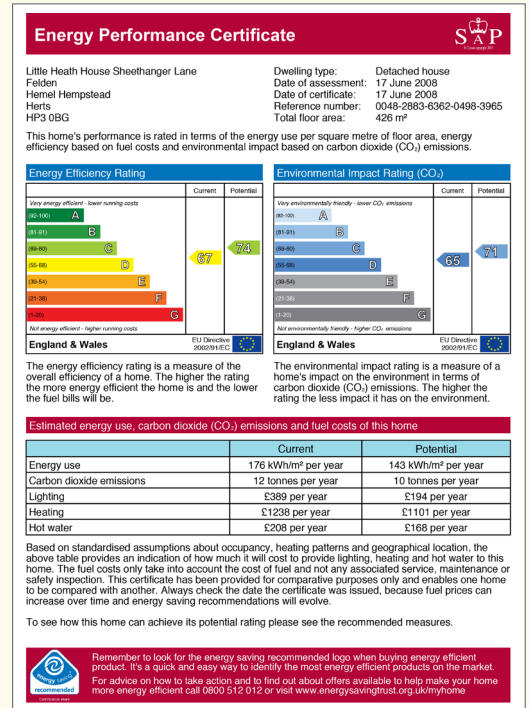 Energy Performance Certificate
SAP
Little Heath House Sheethanger Lane
Felden
Hemel Hempstead
Herts
HP3 0BG
Dwelling type: Detached house
Date of assessment: 17 June 2008
Date of certificate: 17 June 2008
Reference number: 0048-2883-6362-0498-3965
Total floor area: 426 m²
This home's performance is rated in terms of the energy use per square metre of floor area, energy
efficiency based on fuel costs and environmental impact based on carbon dioxide (CO₂) emissions.
Energy Efficiency Rating
Current Potential
Very energy efficient - lower running costs
(92-100) A
(81-91) B
(69-80) C
(55-68) D
(39-54) E
(21-38) F
(1-20) G
67
74
Not energy efficient - higher running costs
England & Wales
EU Directive
2002/91/EC
Environmental Impact Rating (CO₂)
Current Potential
Very environmentally friendly - lower CO₂ emissions
(92-100) A
(81-91) B
(69-80) C
(55-68) D
(39-54) E
(21-38) F
(1-20) G
65
71
Not environmentally friendly - higher CO₂ emissions
England & Wales
EU Directive
2002/91/EC
The energy efficiency rating is a measure of the
overall efficiency of a home. The higher the rating
the more energy efficient the home is and the lower
the fuel bills will be.
The environmental impact rating is a measure of a
home's impact on the environment in terms of
carbon dioxide (CO₂) emissions. The higher the
rating the less impact it has on the environment.
Estimated energy use, carbon dioxide (CO₂) emissions and fuel costs of this home
Current Potential
Energy use 176 kWh/m² per year 143 kWh/m² per year
Carbon dioxide emissions 12 tonnes per year 10 tonnes per year
Lighting £389 per year £194 per year
Heating £1238 per year £1101 per year
Hot water £208 per year £168 per year
Based on standardised assumptions about occupancy, heating patterns and geographical location, the
above table provides an indication of how much it will cost to provide lighting, heating and hot water to this
home. The fuel costs only take into account the cost of fuel and not any associated service, maintenance or
safety inspection. This certificate has been provided for comparative purposes only and enables one home
to be compared with another. Always check the date the certificate was issued, because fuel prices can
increase over time and energy saving recommendations will evolve.
To see how this home can achieve its potential rating please see the recommended measures.
energy saving
recommended
Remember to look for the energy saving recommended logo when buying energy efficient
product. It's a quick and easy way to identify the most energy efficient products on the market.
For advice on how to take action and to find out about offers available to help make your home
more energy efficient call 0800 512 012 or visit www.energysavingtrust.org.uk/myhome